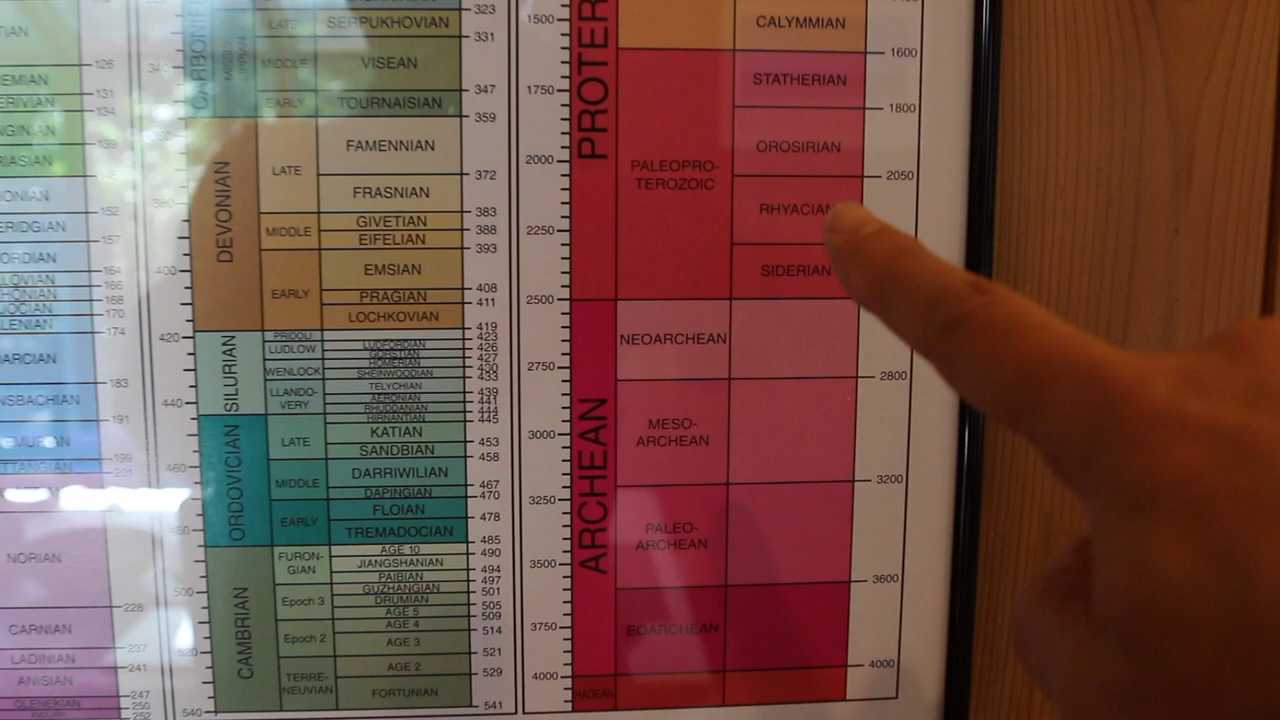 126
131
134
139
152
157
164
166
168
170
174
183
191
199
201
228
237
241
247
250
252
NORIAN
CARNIAN
LADINIAN
ANISIAN
OLENEKIAN
340
380
400
420
440
460
480
500
520
540
CARBONIF
MISSIS
SIPPIAN
LATE
SERPUKHOVIAN
MIDDLE
VISEAN
EARLY
TOURNAISIAN
323
331
347
359
DEVONIAN
LATE
FAMENNIAN
372
FRASNIAN
383
MIDDLE
GIVETIAN
388
EIFELIAN
393
EARLY
EMSIAN
408
PRAGIAN
411
LOCHKOVIAN
419
SILURIAN
PRIDOLI
423
LUDLOW
LUDFORDIAN
426
GORSTIAN
427
WENLOCK
HOMERIAN
430
SHEINWOODIAN
433
LLANDO-
VERY
TELYCHIAN
439
AERONIAN
441
RHUDDANIAN
444
ORDOVICIAN
LATE
HIRNANTIAN
445
KATIAN
453
SANDBIAN
458
MIDDLE
DARRIWILIAN
467
DAPINGIAN
470
EARLY
FLOIAN
478
TREMADOCIAN
485
CAMBRIAN
FURON-
GIAN
AGE 10
490
JIANGSHANIAN
494
PAIBIAN
497
Epoch 3
GUZHANGIAN
501
DRUMIAN
505
AGE 5
509
Epoch 2
AGE 4
514
AGE 3
521
TERRE-
NEUVIAN
AGE 2
529
FORTUNIAN
541
1500
1750
2000
2250
2500
2750
3000
3250
3500
3750
4000
PROTER
CALYMMIAN
1600
PALEOPRO-
TEROZOIC
STATHERIAN
1800
OROSIRIAN
2050
RHYACIAN
SIDERIAN
ARCHEAN
NEOARCHEAN
2800
MESO-
ARCHEAN
3200
PALEO-
ARCHEAN
3600
EOARCHEAN
4000
HADEAN